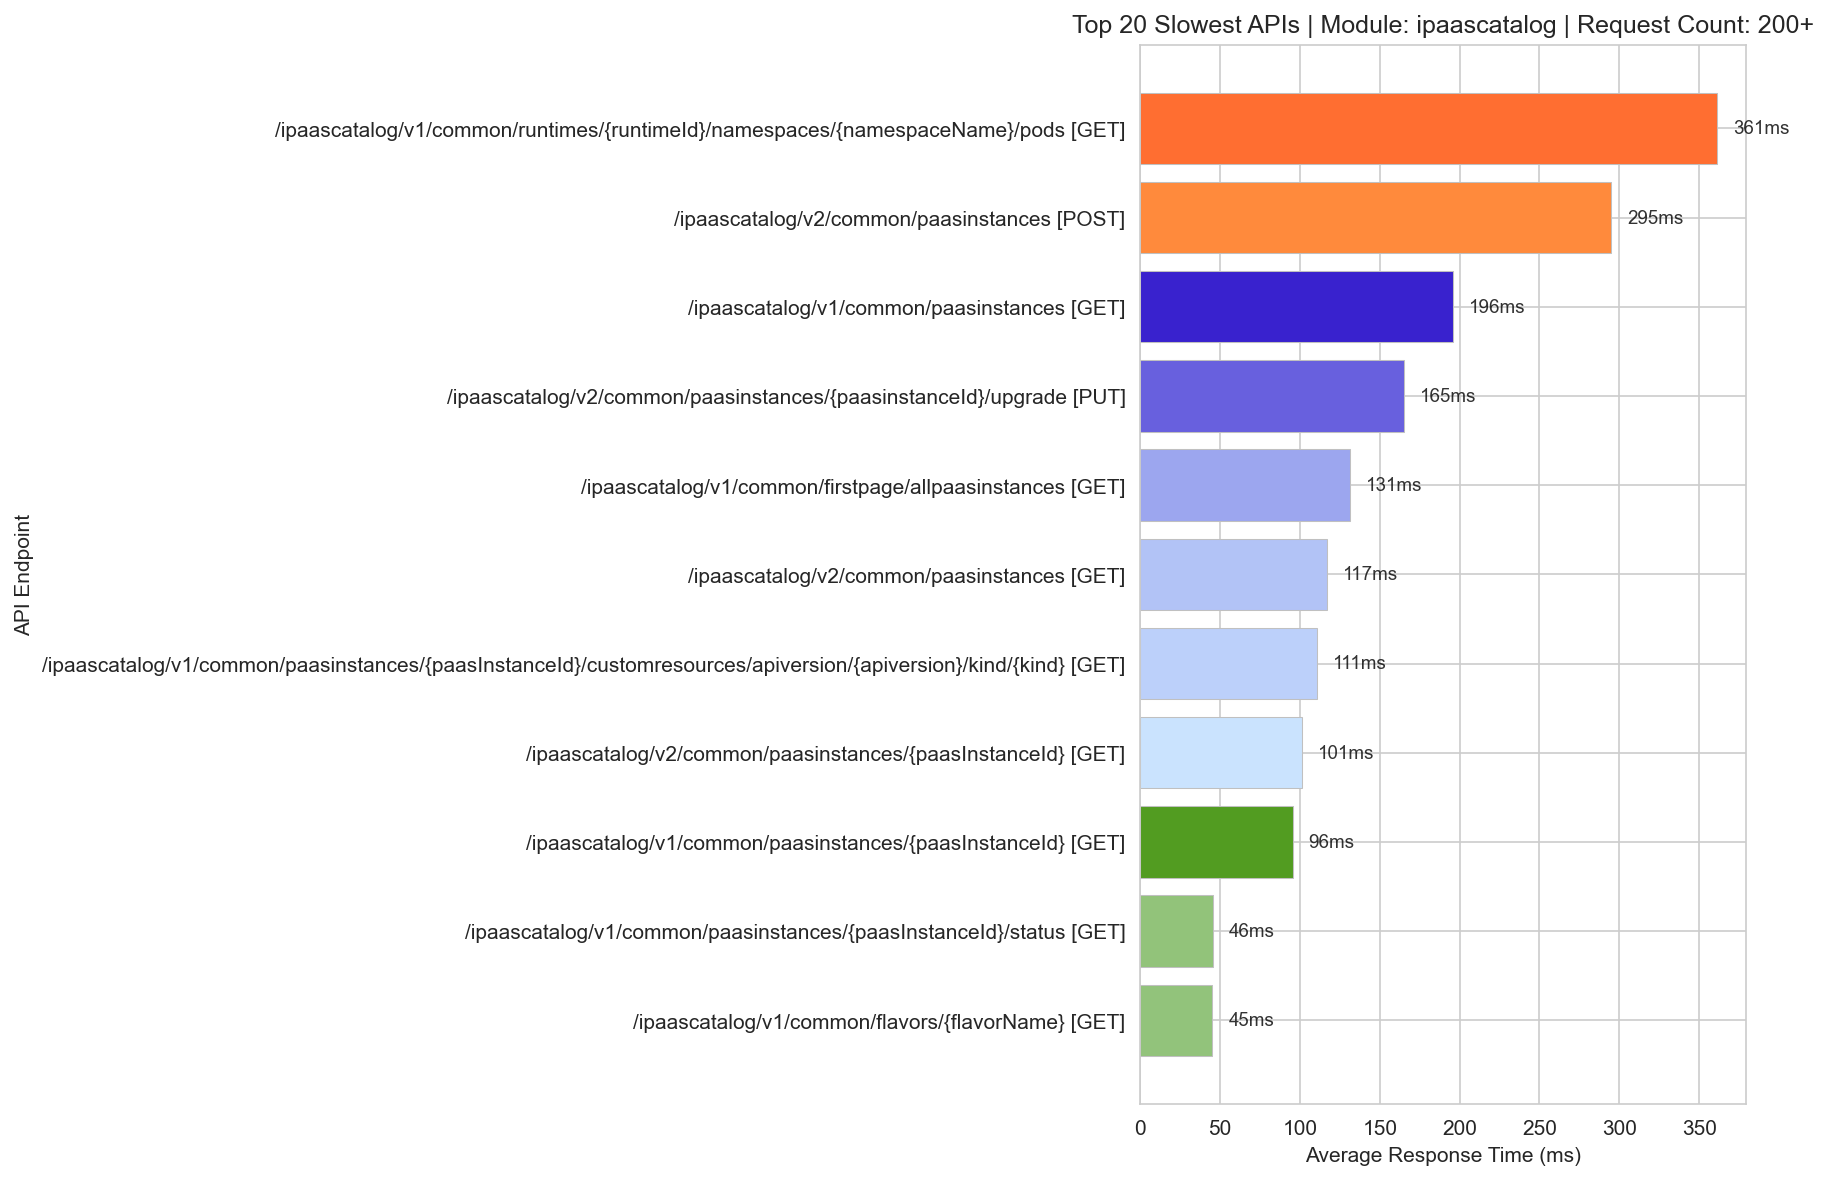 Top 20 Slowest APIs | Module: ipaascatalog | Request Count: 200+
/ipaascatalog/v1/common/runtimes/{runtimeId}/namespaces/{namespaceName}/pods [GET]
361ms
/ipaascatalog/v2/common/paasinstances [POST]
295ms
/ipaascatalog/v1/common/paasinstances [GET]
196ms
/ipaascatalog/v2/common/paasinstances/{paasinstanceId}/upgrade [PUT]
165ms
/ipaascatalog/v1/common/firstpage/allpaasinstances [GET]
131ms
/ipaascatalog/v2/common/paasinstances [GET]
117ms
/ipaascatalog/v1/common/paasinstances/{paasInstanceId}/customresources/apiversion/{apiversion}/kind/{kind} [GET]
111ms
/ipaascatalog/v2/common/paasinstances/{paasInstanceId} [GET]
101ms
/ipaascatalog/v1/common/paasinstances/{paasInstanceId} [GET]
96ms
/ipaascatalog/v1/common/paasinstances/{paasInstanceId}/status [GET]
46ms
/ipaascatalog/v1/common/flavors/{flavorName} [GET]
45ms
API Endpoint
0 50 100 150 200 250 300 350
Average Response Time (ms)